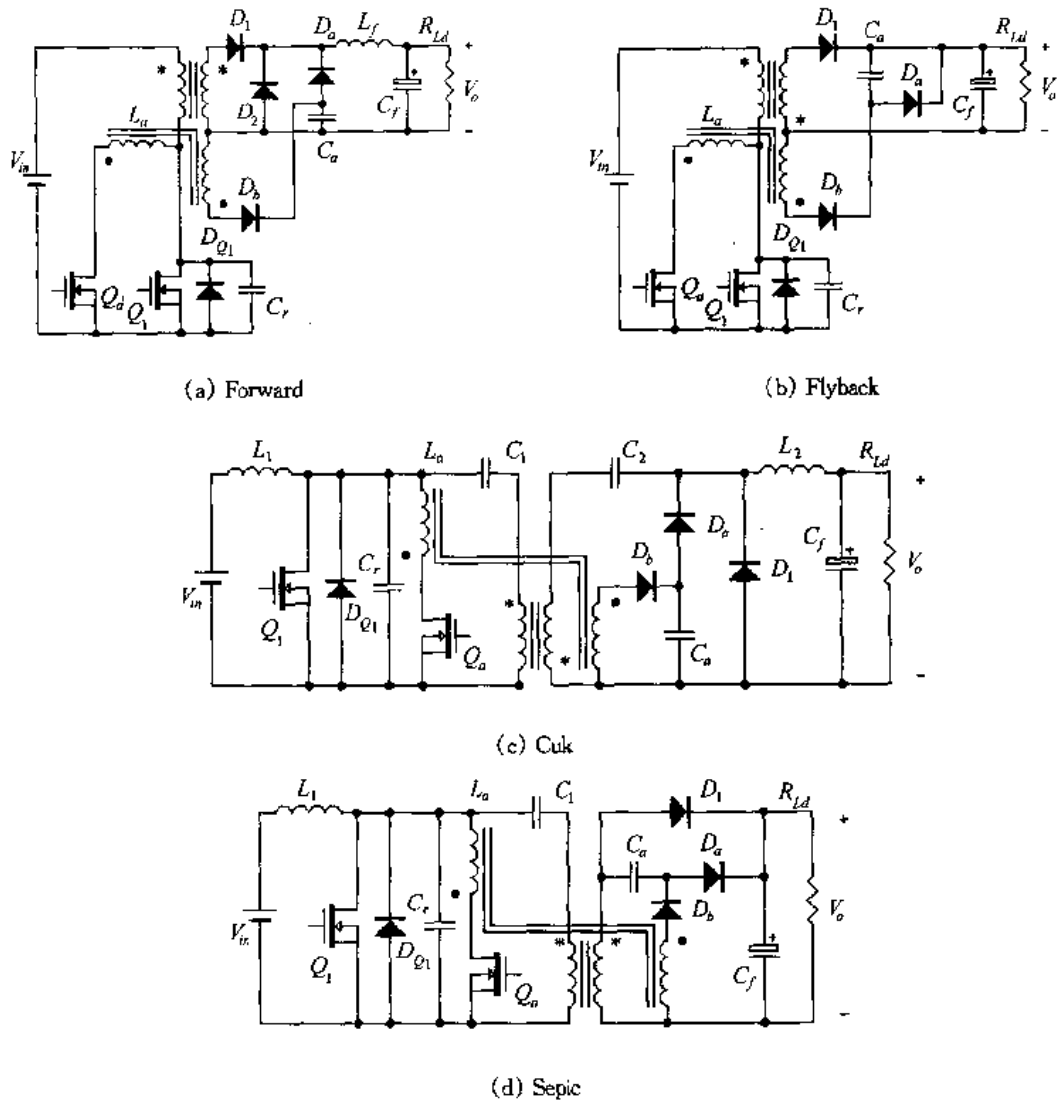 D1
Da
Lf
RLd
+
*
*
D2
Cf
+
Vo
-
La
Ca
Vin
Db
DQ1
Qa
Q1
Cr
(a) Forward
D1
Ca
RLd
+
*
Da
+
Cf
Vo
-
*
La
Vin
Db
*
DQ1
Qa
Q1
Cr
(b) Flyback
L1
La
C1
C2
L2
RLd
+
Da
Cf
+
Vin
Cr
Db
D1
Vo
Q1
DQ1
*
Qa
*
Ca
-
(c) Cuk
L1
La
C1
D1
RLd
+
Ca
Da
Vin
Cr
Db
Vo
Q1
DQ1
*
*
+
Qa
Cf
-
(d) Sepic